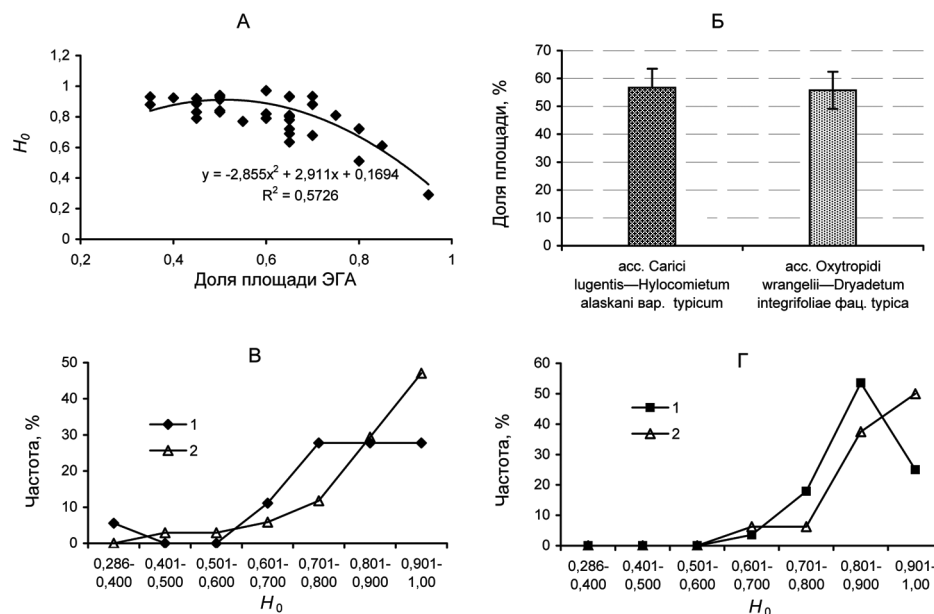 А
H0
1,2
1
0,8
0,6
0,4
0,2
0
y = -2,855x2 + 2,911x + 0,1694
R2 = 0,5726
0,2 0,4 0,6 0,8 1
Доля площади ЭГА
Б
Доля площади, %
70
60
50
40
30
20
10
0
асс. Carici
lugentis—Hylocomietum
alaskani вар. typicum
асс. Oxytropidi
wrangelii—Dryadetum
integrifoliae фац. typica
В
Частота, %
50
40
30
20
10
0
1
2
0,286- 0,401- 0,501- 0,601- 0,701- 0,801- 0,901-
0,400 0,500 0,600 0,700 0,800 0,900 1,00
H0
Г
Частота, %
60
50
40
30
20
10
0
1
2
0,286- 0,401- 0,501- 0,601- 0,701- 0,801- 0,901-
0,400 0,500 0,600 0,700 0,800 0,900 1,00
H0